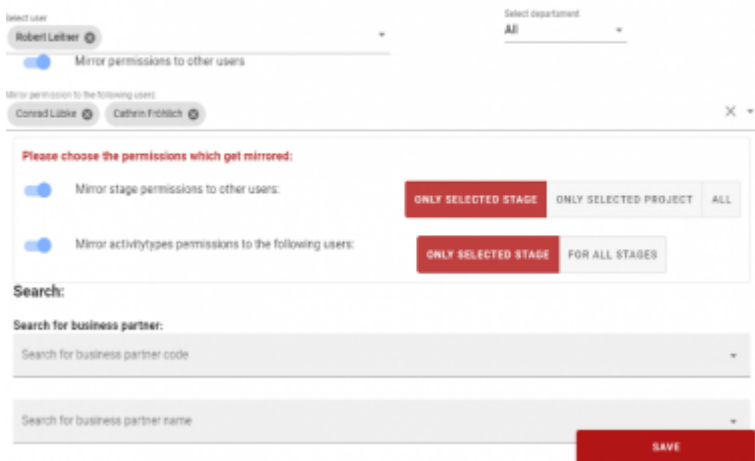 Select user
Select departament
Robert Leitner
All
Mirror permissions to other users
Mirror permission to the following users:
Conrad Lübke Cathrin Fröhlich
Please choose the permissions which get mirrored:
Mirror stage permissions to other users:
ONLY SELECTED STAGE ONLY SELECTED PROJECT ALL
Mirror activitytypes permissions to the following users:
ONLY SELECTED STAGE FOR ALL STAGES
Search:
Search for business partner:
Search for business partner code
Search for business partner name
SAVE